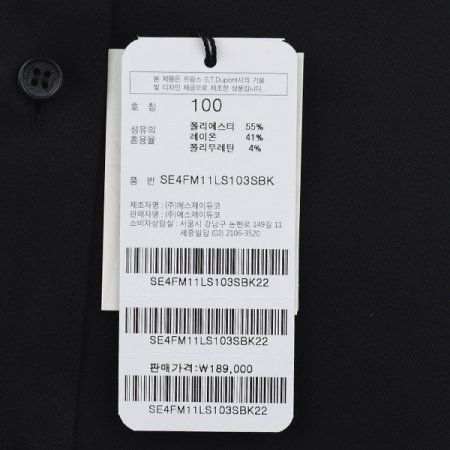 본 제품은 프랑스 S.T.Dupont사의 기술
및 디자인 제공으로 제조한 상품입니다.
호 칭 100
섬유의 폴리에스터 55%
혼용율 레이온 41%
폴리우레탄 4%
품 번 SE4FM11LS103SBK
제조자명 : (주)에스제이듀코
판매자명 : (주)에스제이듀코
소비자상담실 : 서울시 강남구 논현로 149길 11
세중빌딩 (02) 2106-3520
SE4FM11LS103SBK22
SE4FM11LS103SBK22
판매가격:₩189,000
SE4FM11LS103SBK22